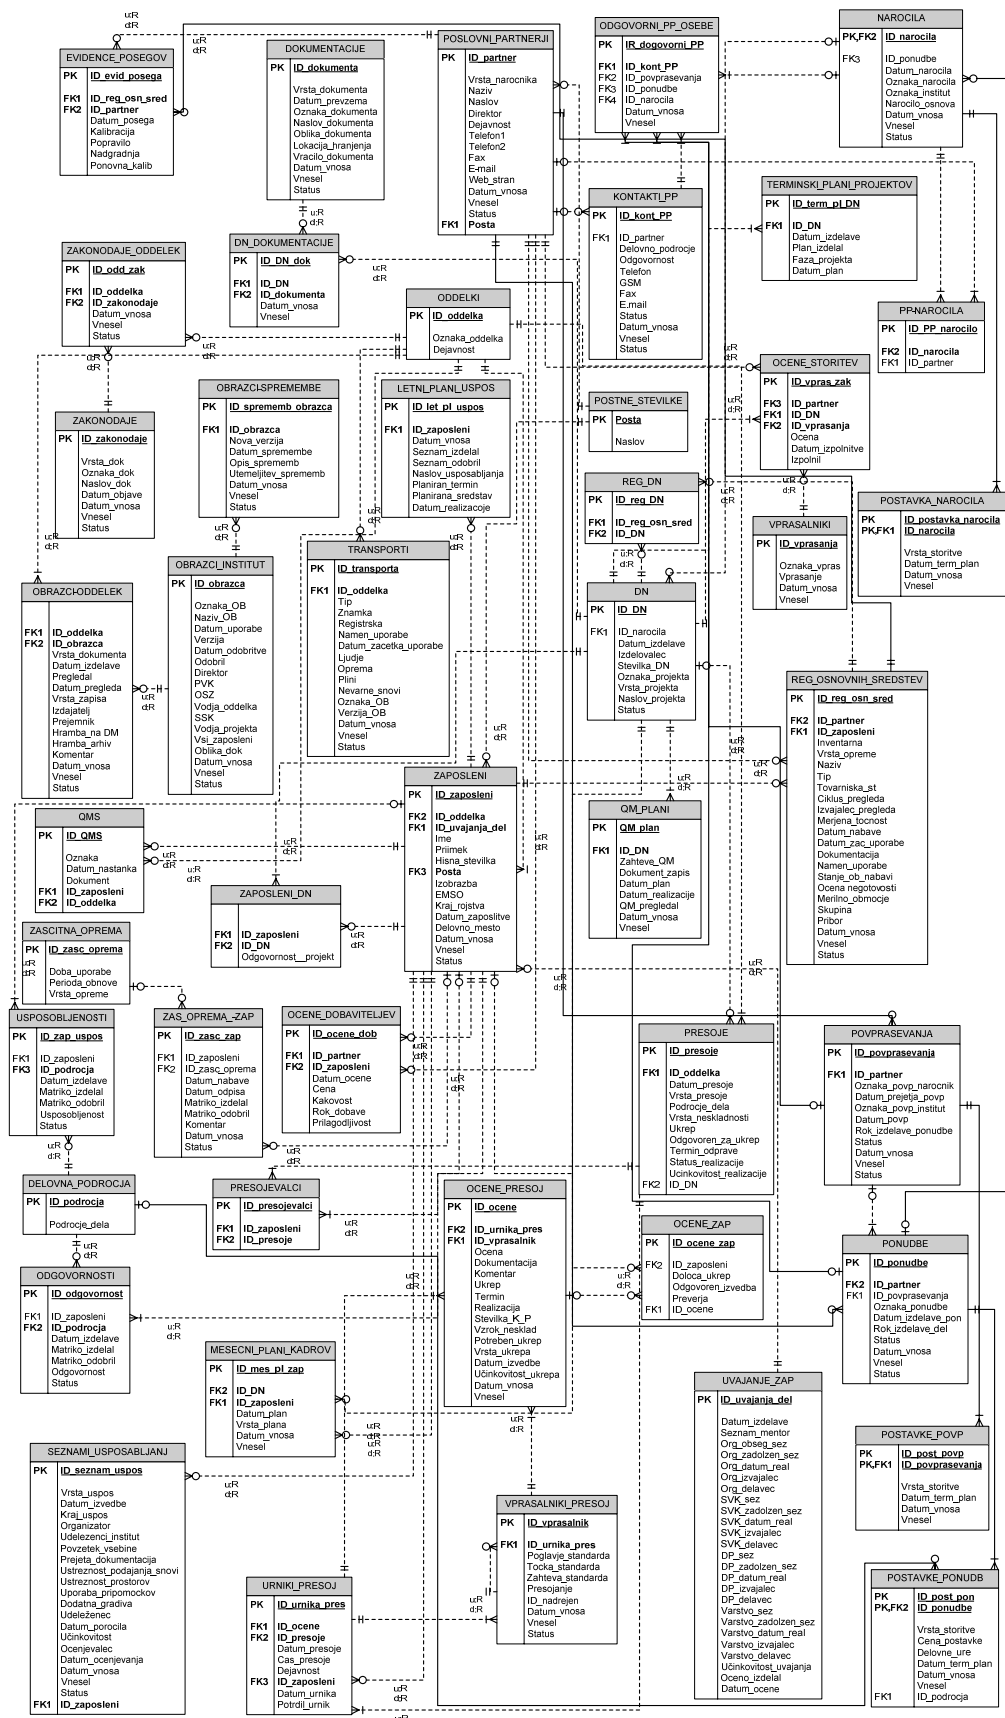 EVIDENCE_POSEGOV
PK ID_evid_posega
FK1 ID_reg_osn_sred
FK2 ID_partner
Datum_posega
Kalibracija
Popravilo
Nadgradnja
Ponovna_kalib
DOKUMENTACIJE
PK ID_dokumenta
Vrsta_dokumenta
Datum_prevzema
Oznaka_dokumenta
Naslov_dokumenta
Oblika_dokumenta
Lokacija_hranjenja
Vracilo_dokumenta
Datum_vnosa
Vnesel
Status
POSLOVNI_PARTNERJI
PK ID_partner
Vrsta_narocnika
Naziv
Naslov
Direktor
Dejavnost
Telefon1
Telefon2
Fax
E-mail
Web_stran
Datum_vnosa
Vnesel
Status
FK1 Posta
ODGOVORNI_PP_OSEBE
PK IR_dogovorni_PP
FK1 ID_kont_PP
FK2 ID_povprasevanja
FK3 ID_ponudbe
FK4 ID_narocila
Datum_vnosa
Vnesel
NAROCILA
PK,FK2 ID_narocila
FK3 ID_ponudbe
Datum_narocila
Oznaka_narocila
Oznaka_institut
Narocilo_osnova
Datum_vnosa
Vnesel
Status
KONTAKTI_PP
PK ID_kont_PP
FK1 ID_partner
Delovno_podrocje
Odgovornost
Telefon
GSM
Fax
E.mail
Status
Datum_vnosa
Vnesel
Status
TERMINSKI_PLANI_PROJEKTOV
PK ID_term_pl_DN
FK1 ID_DN
Datum_izdelave
Plan_izdelal
Faza_projekta
Datum_plan
ZAKONODAJE_ODDELEK
PK ID_odd_zak
FK1 ID_oddelka
FK2 ID_zakonodaje
Datum_vnosa
Vnesel
Status
DN_DOKUMENTACIJE
PK ID_DN_dok
FK1 ID_DN
FK2 ID_dokumenta
Datum_vnosa
Vnesel
ODDELKI
PK ID_oddelka
Oznaka_oddelka
Dejavnost
PP-NAROCILA
PK ID_PP_narocilo
FK2 ID_narocila
FK1 ID_partner
OCENE_STORITEV
PK ID_vpras_zak
FK3 ID_partner
FK1 ID_DN
FK2 ID_vprasanja
Ocena
Datum_izpolnitve
Izpolnil
ZAKONODAJE
PK ID_zakonodaje
Vrsta_dok
Oznaka_dok
Naslov_dok
Datum_objave
Datum_vnosa
Vnesel
Status
OBRAZCI-SPREMEMBE
PK ID_sprememb_obrazca
FK1 ID_obrazca
Nova_verzija
Datum_spremembe
Opis_sprememb
Utemeljitev_sprememb
Datum_vnosa
Vnesel
Status
LETNI_PLANI_USPOS
PK ID_let_pl_uspos
FK1 ID_zaposleni
Datum_vnosa
Seznam_izdelal
Seznam_odobril
Naslov_usposabljanja
Planiran_termin
Planirana_sredstav
Datum_realizacoje
POSTNE_STEVILKE
PK Posta
Naslov
REG_DN
PK ID_reg_DN
FK1 ID_reg_osn_sred
FK2 ID_DN
VPRASALNIKI
PK ID_vprasanja
Oznaka_vpras
Vprasanje
Datum_vnosa
Vnesel
POSTAVKA_NAROCILA
PK ID_postavka_narocila
PK,FK1 ID_narocila
Vrsta_storitve
Datum_term_plan
Datum_vnosa
Vnesel
OBRAZCI-ODDELEK
FK1 ID_oddelka
FK2 ID_obrazca
Vrsta_dokumenta
Datum_izdelave
Pregledal
Datum_pregleda
Vrsta_zapisa
Izdajatelj
Prejemnik
Hramba_na DM
Hramba_arhiv
Komentar
Datum_vnosa
Vnesel
Status
OBRAZCI_INSTITUT
PK ID_obrazca
Oznaka_OB
Naziv_OB
Datum_uporabe
Verzija
Datum_odobritve
Odobril
Direktor
PVK
OSZ
Vodja_oddelka
SSK
Vodja_projekta
Vsi_zaposleni
Oblika_dok
Datum_vnosa
Vnesel
Status
TRANSPORTI
PK ID_transporta
FK1 ID_oddelka
Tip
Znamka
Registrska
Namen_uporabe
Datum_zacetka_uporabe
Ljudje
Oprema
Plini
Nevarne_snovi
Oznaka_OB
Verzija_OB
Datum_vnosa
Vnesel
Status
DN
PK ID_DN
FK1 ID_narocila
Datum_izdelave
Izdelovalec
Stevilka_DN
Oznaka_projekta
Vrsta_projekta
Naslov_projekta
Status
REG_OSNOVNIH_SREDSTEV
PK ID_reg_osn_sred
FK2 ID_partner
FK1 ID_zaposleni
Inventarna
Vrsta_opreme
Naziv
Tip
Tovarniska_st
Ciklus_pregleda
Izvajalec_pregleda
Merjena_tocnost
Datum_nabave
Datum_zac_uporabe
Dokumentacija
Namen_uporabe
Stanje_ob_nabavi
Ocena negotovosti
Merilno_obmocje
Skupina
Pribor
Datum_vnosa
Vnesel
Status
ZAPOSLENI
PK ID_zaposleni
FK2 ID_oddelka
FK1 ID_uvajanja_del
Ime
Priimek
Hisna_stevilka
FK3 Posta
Izobrazba
EMSO
Kraj_rojstva
Datum_zaposlitve
Delovno_mesto
Datum_vnosa
Vnesel
Status
QMS
PK ID_QMS
Oznaka
Datum_nastanka
Dokument
FK1 ID_zaposleni
FK2 ID_oddelka
QM_PLANI
PK QM_plan
FK1 ID_DN
Zahteve_QM
Dokument_zapis
Datum_plan
Datum_realizacije
QM_pregledal
Datum_vnosa
Vnesel
ZAPOSLENI_DN
FK1 ID_zaposleni
FK2 ID_DN
Odgovornost__projekt
ZASCITNA_OPREMA
PK ID_zasc_oprema
Doba_uporabe
Perioda_obnove
Vrsta_opreme
USPOSOBLJENOSTI
PK ID_zap_uspos
FK1 ID_zaposleni
FK3 ID_podrocja
Datum_izdelave
Matriko_izdelal
Matriko_odobril
Usposobljenost
Status
ZAS_OPREMA_-ZAP
PK ID_zasc_zap
FK1 ID_zaposleni
FK2 ID_zasc_oprema
Datum_nabave
Datum_odpisa
Matriko_izdelal
Matriko_odobril
Komentar
Datum_vnosa
Status
OCENE_DOBAVITELJEV
PK ID_ocene_dob
FK1 ID_partner
FK2 ID_zaposleni
Datum_ocene
Cena
Kakovost
Rok_dobave
Prilagodljivost
PRESOJE
PK ID_presoje
FK1 ID_oddelka
Datum_presoje
Vrsta_presoje
Podrocje_dela
Vrsta_neskladnosti
Ukrep
Odgovoren_za_ukrep
Termin_odprave
Status_realizacije
Ucinkovitost_realizacije
FK2 ID_DN
POVPRASEVANJA
PK ID_povprasevanja
FK1 ID_partner
Oznaka_povp_narocnik
Datum_prejetja_povp
Oznaka_povp_institut
Datum_povp
Rok_izdelave_ponudbe
Status
Datum_vnosa
Vnesel
Status
DELOVNA_PODROCJA
PK ID_podrocja
Podrocje_dela
PRESOJEVALCI
PK ID_presojevalci
FK1 ID_zaposleni
FK2 ID_presoje
OCENE_PRESOJ
PK ID_ocene
FK2 ID_urnika_pres
FK1 ID_vprasalnik
Ocena
Dokumentacija
Komentar
Ukrep
Termin
Realizacija
Stevilka_K_P
Vzrok_nesklad
Potreben_ukrep
Vrsta_ukrepa
Datum_izvedbe
Učinkovitost_ukrepa
Datum_vnosa
Vnesel
OCENE_ZAP
PK ID_ocene_zap
FK2 ID_zaposleni
Doloca_ukrep
Odgovoren_izvedba
Preverja
FK1 ID_ocene
PONUDBE
PK ID_ponudbe
FK2 ID_partner
FK1 ID_povprasevanja
Oznaka_ponudbe
Datum_izdelave_pon
Rok_izdelave_del
Status
Datum_vnosa
Vnesel
Status
ODGOVORNOSTI
PK ID_odgovornost
FK1 ID_zaposleni
FK2 ID_podrocja
Datum_izdelave
Matriko_izdelal
Matriko_odobril
Odgovornost
Status
MESECNI_PLANI_KADROV
PK ID_mes_pl_zap
FK2 ID_DN
FK1 ID_zaposleni
Datum_plan
Vrsta_plana
Datum_vnosa
Vnesel
UVAJANJE_ZAP
PK ID_uvajanja_del
Datum_izdelave
Seznam_mentor
Org_obseg_sez
Org_zadolzen_sez
Org_datum_real
Org_izvajalec
Org_delavec
SVK_sez
SVK_zadolzen_sez
SVK_datum_real
SVK_izvajalec
SVK_delavec
DP_sez
DP_zadolzen_sez
DP_datum_real
DP_izvajalec
DP_delavec
Varstvo_sez
Varstvo_zadolzen_sez
Varstvo_datum_real
Varstvo_izvajalec
Varstvo_delavec
Učinkovitost_uvajanja
Oceno_izdelal
Datum_ocene
POSTAVKE_POVP
PK ID_post_povp
PK,FK1 ID_povprasevanja
Vrsta_storitve
Datum_term_plan
Datum_vnosa
Vnesel
SEZNAMI_USPOSABLJANJ
PK ID_seznam_uspos
Vrsta_uspos
Datum_izvedbe
Kraj_uspos
Organizator
Udelezenci_institut
Povzetek_vsebine
Prejeta_dokumentacija
Ustreznost_podajanja_snovi
Ustreznost_prostorov
Uporaba_pripomockov
Dodatna_gradiva
Udeleženec
Datum_porocila
Učinkovitost
Ocenjevalec
Datum_ocenjevanja
Datum_vnosa
Vnesel
Status
FK1 ID_zaposleni
VPRASALNIKI_PRESOJ
PK ID_vprasalnik
FK1 ID_urnika_pres
Poglavje_standarda
Tocka_standarda
Zahteva_standarda
Presojanje
ID_nadrejen
Datum_vnosa
Vnesel
Status
URNIKI_PRESOJ
PK ID_urnika_pres
FK1 ID_ocene
FK2 ID_presoje
Datum_presoje
Cas_presoje
Dejavnost
FK3 ID_zaposleni
Datum_urnika
Potrdil_urnik
POSTAVKE_PONUDB
PK ID_post_pon
PK,FK2 ID_ponudbe
Vrsta_storitve
Cena_postavke
Delovne_ure
Datum_term_plan
Datum_vnosa
Vnesel
FK1 ID_podrocja